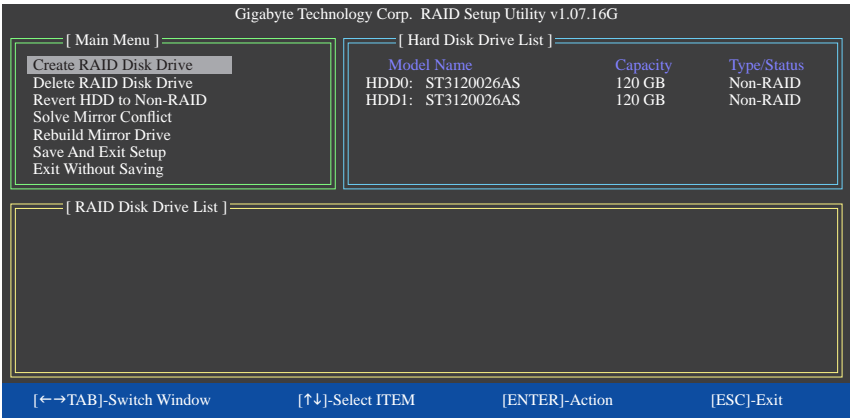 Gigabyte Technology Corp. RAID Setup Utility v1.07.16G
[ Main Menu ]
Create RAID Disk Drive
Delete RAID Disk Drive
Revert HDD to Non-RAID
Solve Mirror Conflict
Rebuild Mirror Drive
Save And Exit Setup
Exit Without Saving
[ Hard Disk Drive List ]
Model Name Capacity Type/Status
HDD0: ST3120026AS 120 GB Non-RAID
HDD1: ST3120026AS 120 GB Non-RAID
[ RAID Disk Drive List ]
[←→TAB]-Switch Window [↑↓]-Select ITEM [ENTER]-Action [ESC]-Exit